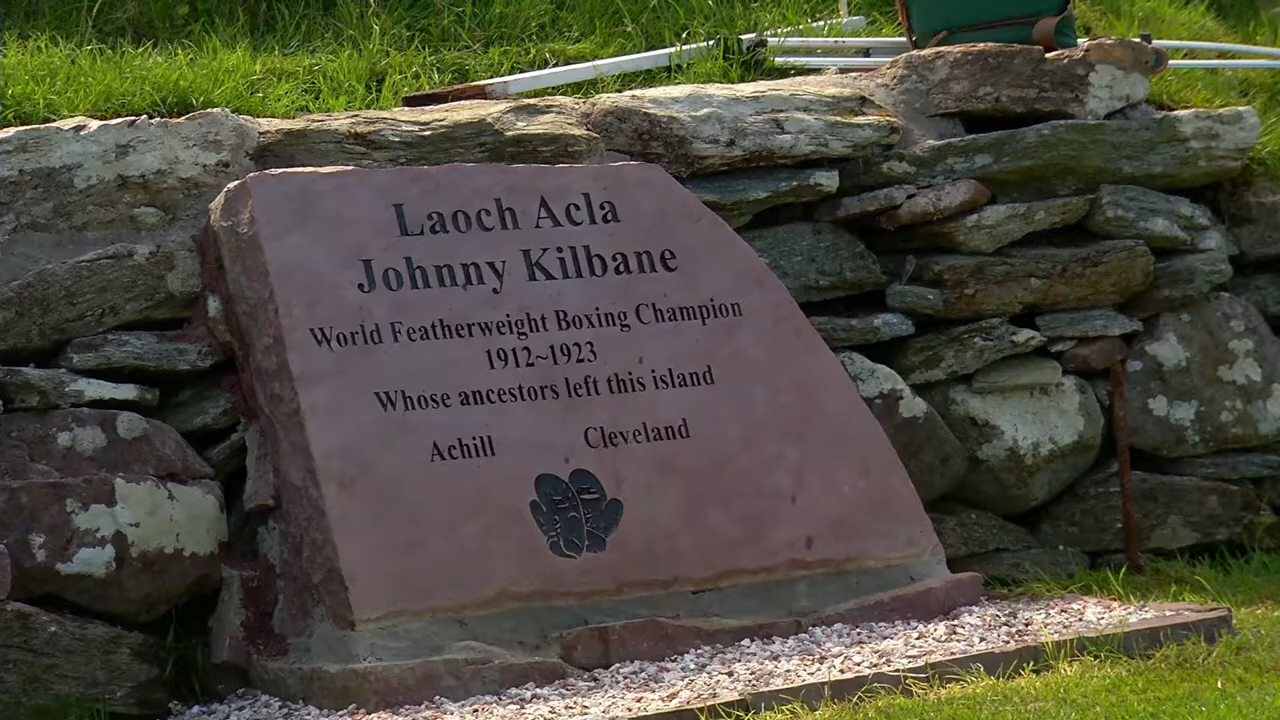 Laoch Acla
Johnny Kilbane
World Featherweight Boxing Champion
1912~1923
Whose ancestors left this island
Achill Cleveland